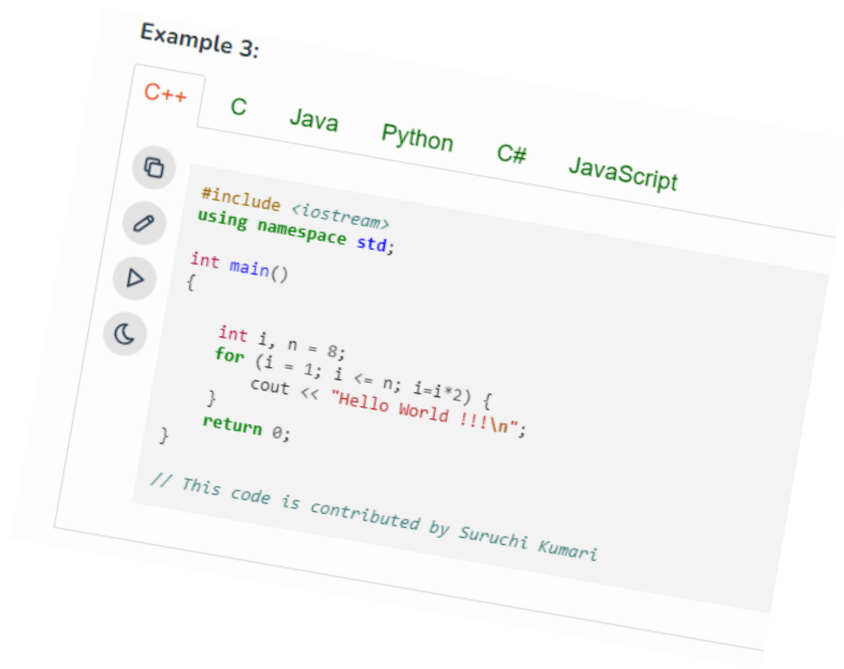 Example 3:
C++ C Java Python C# JavaScript
#include <iostream>
using namespace std;
int main()
{
int i, n = 8;
for (i = 1; i <= n; i=i*2) {
cout << "Hello World !!!\n";
}
return 0;
}
// This code is contributed by Suruchi Kumari